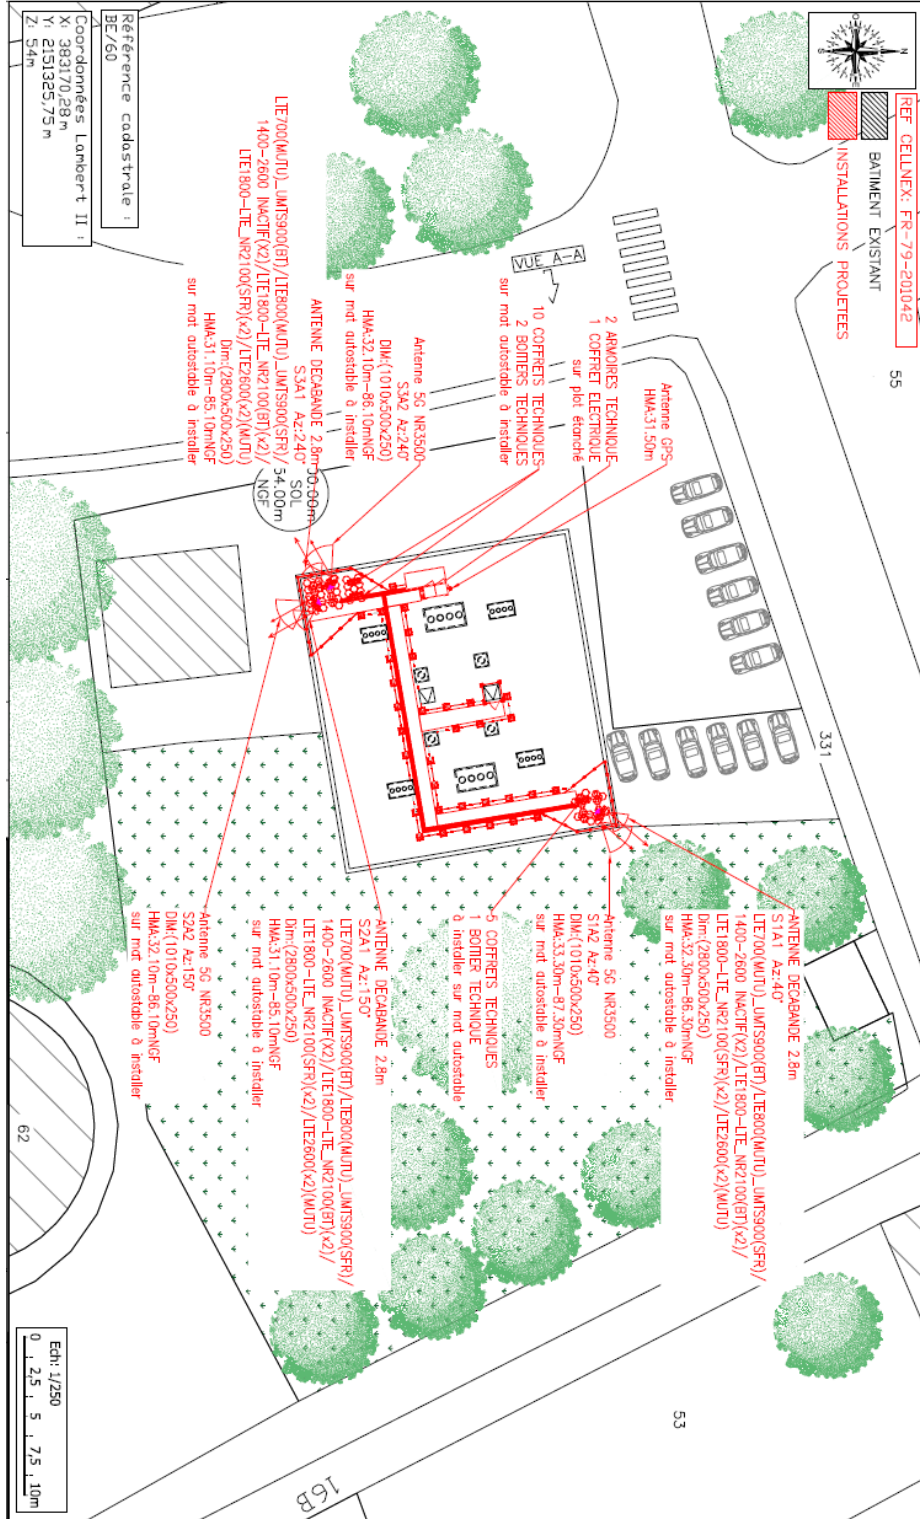 REF CELLNEX: FR-79-201042
BATIMENT EXISTANT
INSTALLATIONS PROJETEES
N
S
E
O
Référence cadastrale :
BE/60
Coordonnées Lambert II :
X: 383170,28 m
Y: 2151325,75 m
Z: 54m
55
VUE A-A
Antenne GPS
HMA:31.50m
2 ARMOIRES TECHNIQUE
1 COFFRET ELECTRIQUE
sur plot étanché
10 COFFRETS TECHNIQUES
2 BOITIERS TECHNIQUES
sur mat autostable à installer
Antenne 5G NR3500
S3A2 Az:240°
DIM:(1010x500x250)
HMA:32.10m-86.10mNGF
sur mat autostable à installer
ANTENNE DECABANDE 2.8m
S3A1 Az:240°
LTE700(MUTU)_UMTS900(BT)/LTE800(MUTU)_UMTS900(SFR)/
1400-2600 INACTIF(X2)/LTE1800-LTE_NR2100(BT)(x2)/
LTE1800-LTE_NR2100(SFR)(x2)/LTE2600(x2)(MUTU)
Dim:(2800x500x250)
HMA:31.10m-85.10mNGF
sur mat autostable à installer
00.00m
SOL
54.00m
NGF
331
ANTENNE DECABANDE 2.8m
S1A1 Az:40°
LTE700(MUTU)_UMTS900(BT)/LTE800(MUTU)_UMTS900(SFR)/
1400-2600 INACTIF(X2)/LTE1800-LTE_NR2100(BT)(x2)/
LTE1800-LTE_NR2100(SFR)(x2)/LTE2600(x2)(MUTU)
Dim:(2800x500x250)
HMA:32.30m-86.30mNGF
sur mat autostable à installer
Antenne 5G NR3500
S1A2 Az:40°
DIM:(1010x500x250)
HMA:33.30m-87.30mNGF
sur mat autostable à installer
5 COFFRETS TECHNIQUES
1 BOITIER TECHNIQUE
à installer sur mat autostable
ANTENNE DECABANDE 2.8m
S2A1 Az:150°
LTE700(MUTU)_UMTS900(BT)/LTE800(MUTU)_UMTS900(SFR)/
1400-2600 INACTIF(X2)/LTE1800-LTE_NR2100(BT)(x2)/
LTE1800-LTE_NR2100(SFR)(x2)/LTE2600(x2)(MUTU)
Dim:(2800x500x250)
HMA:31.10m-85.10mNGF
sur mat autostable à installer
Antenne 5G NR3500
S2A2 Az:150°
DIM:(1010x500x250)
HMA:32.10m-86.10mNGF
sur mat autostable à installer
62
53
16B
Ech: 1/250
0 2,5 5 7,5 10m